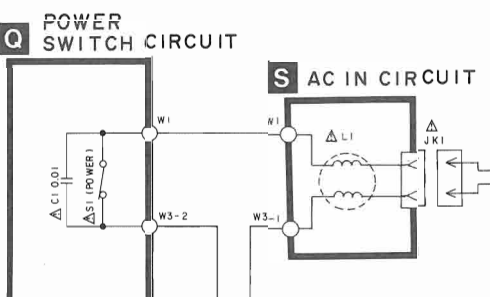 Q POWER
SWITCH CIRCUIT
S AC IN CIRCUIT
W1
W1
L1
JK1
C1 0.01
S1 (POWER)
W3-2
W3-1